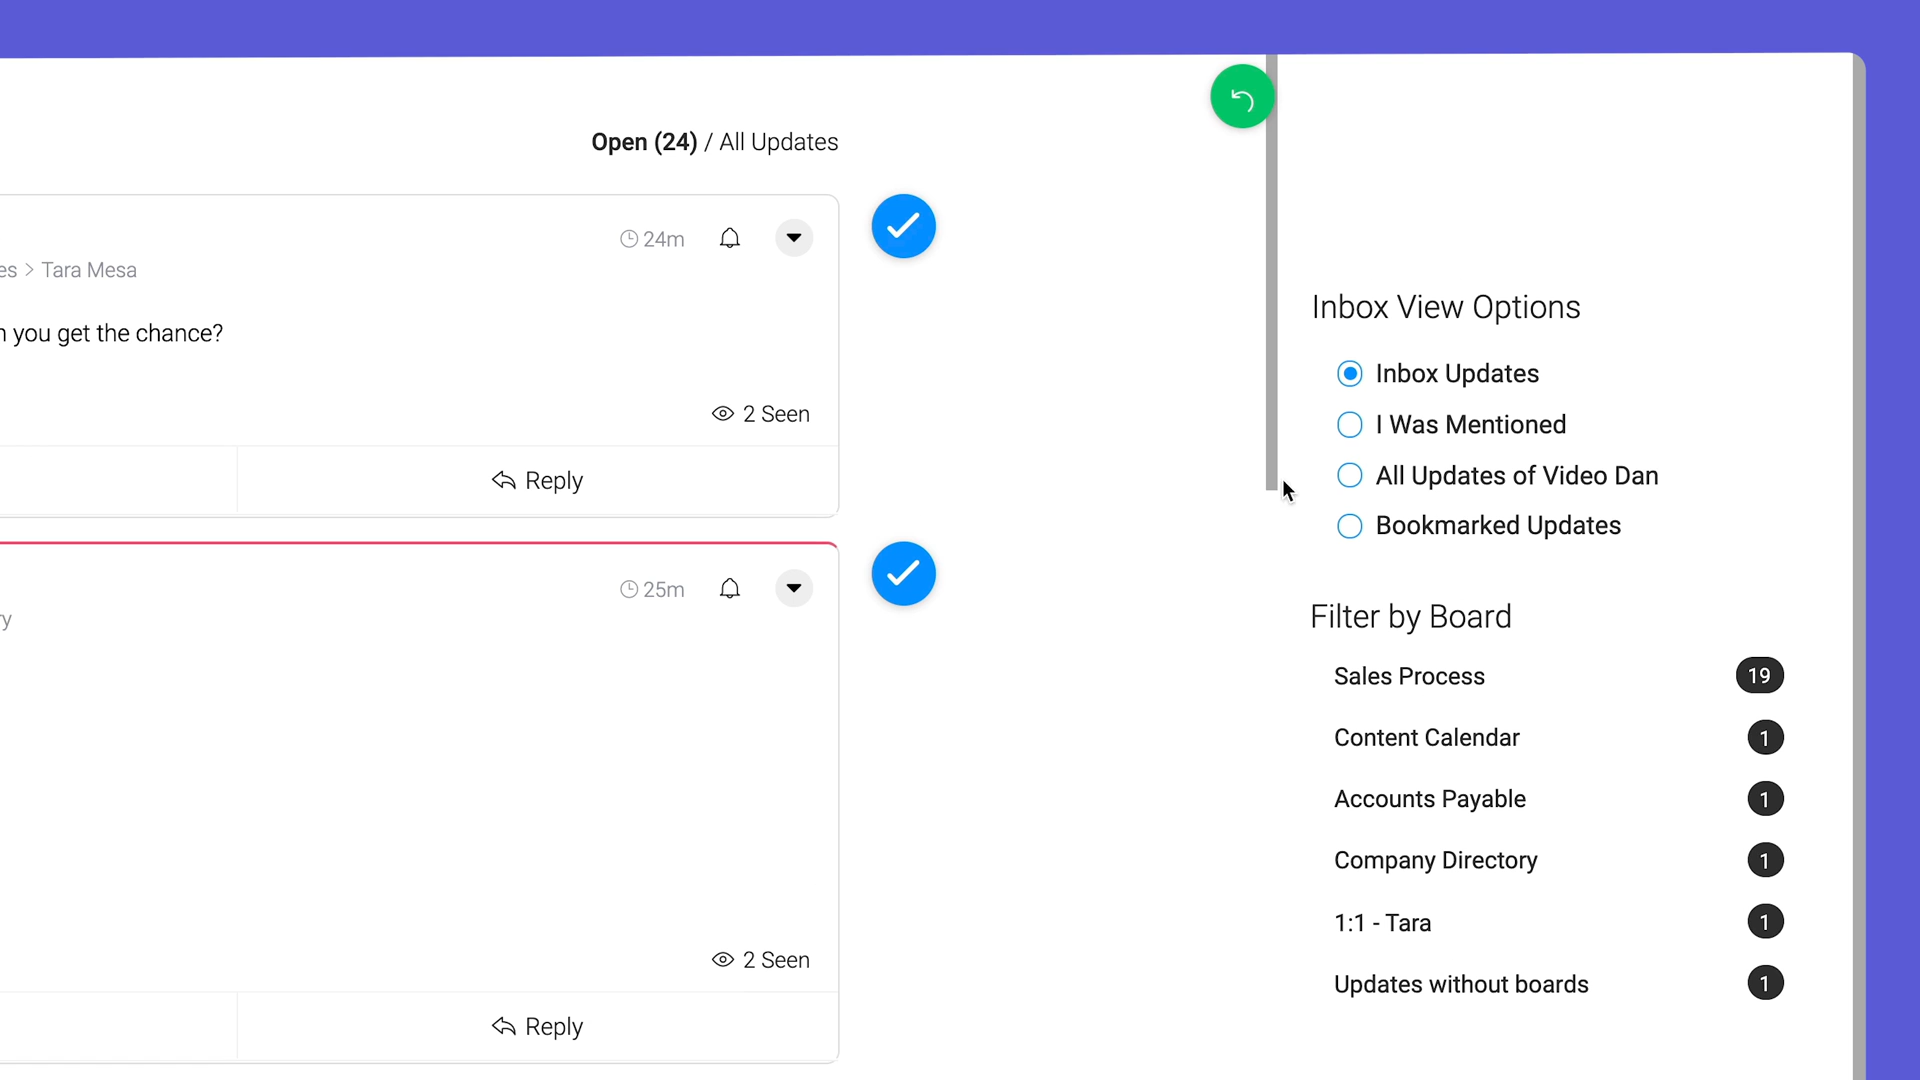 Open (24) / All Updates
24m
es > Tara Mesa
n you get the chance?
2 Seen
Reply
25m
ry
2 Seen
Reply
Inbox View Options
Inbox Updates
I Was Mentioned
All Updates of Video Dan
Bookmarked Updates
Filter by Board
Sales Process 19
Content Calendar 1
Accounts Payable 1
Company Directory 1
1:1 - Tara 1
Updates without boards 1